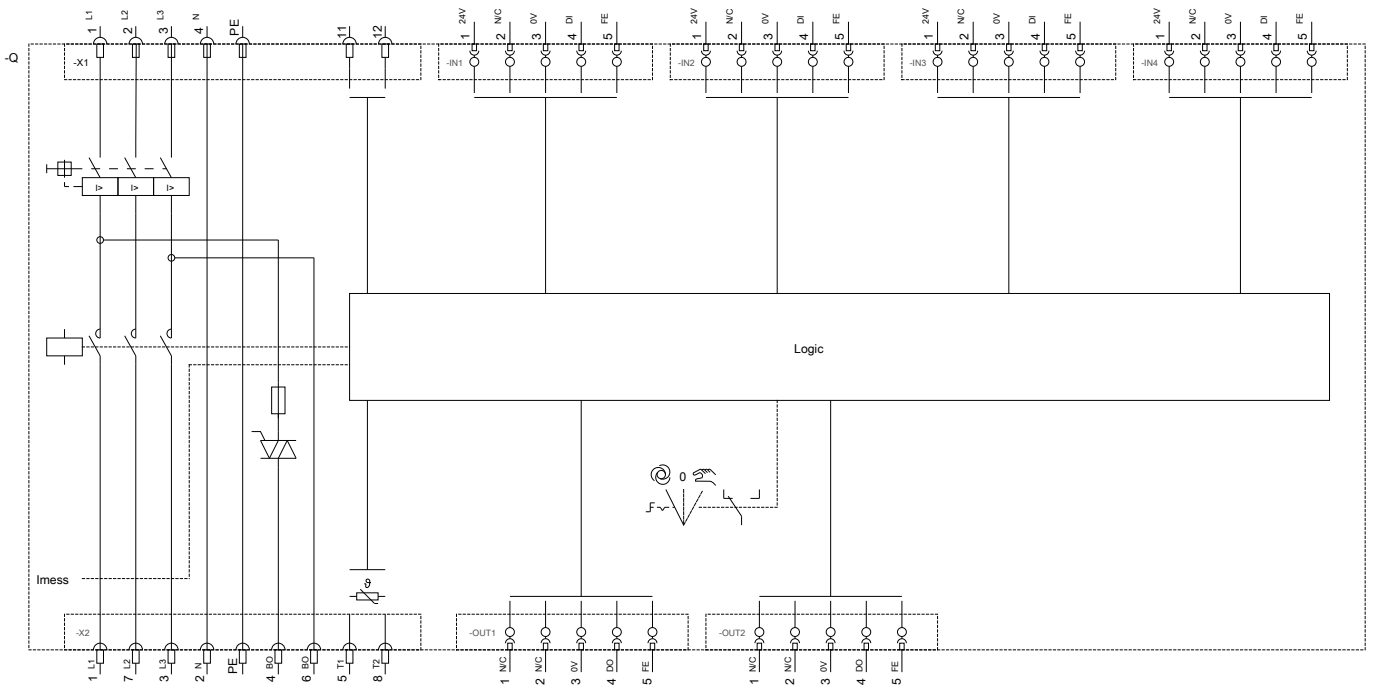 L1 L2 L3 N
1 2 3 4 PE 11 12
24V N/C 0V DI FE
1 2 3 4 5
24V N/C 0V DI FE
1 2 3 4 5
24V N/C 0V DI FE
1 2 3 4 5
24V N/C 0V DI FE
1 2 3 4 5
-Q
-X1
-IN1
-IN2
-IN3
-IN4
I> I> I>
Logic
0
Imess
ϑ
-X2
-OUT1
-OUT2
L1 L2 L3 N PE BO BO T1 T2
1 7 3 2 4 6 5 8
N/C N/C 0V DO FE
1 2 3 4 5
N/C N/C 0V DO FE
1 2 3 4 5